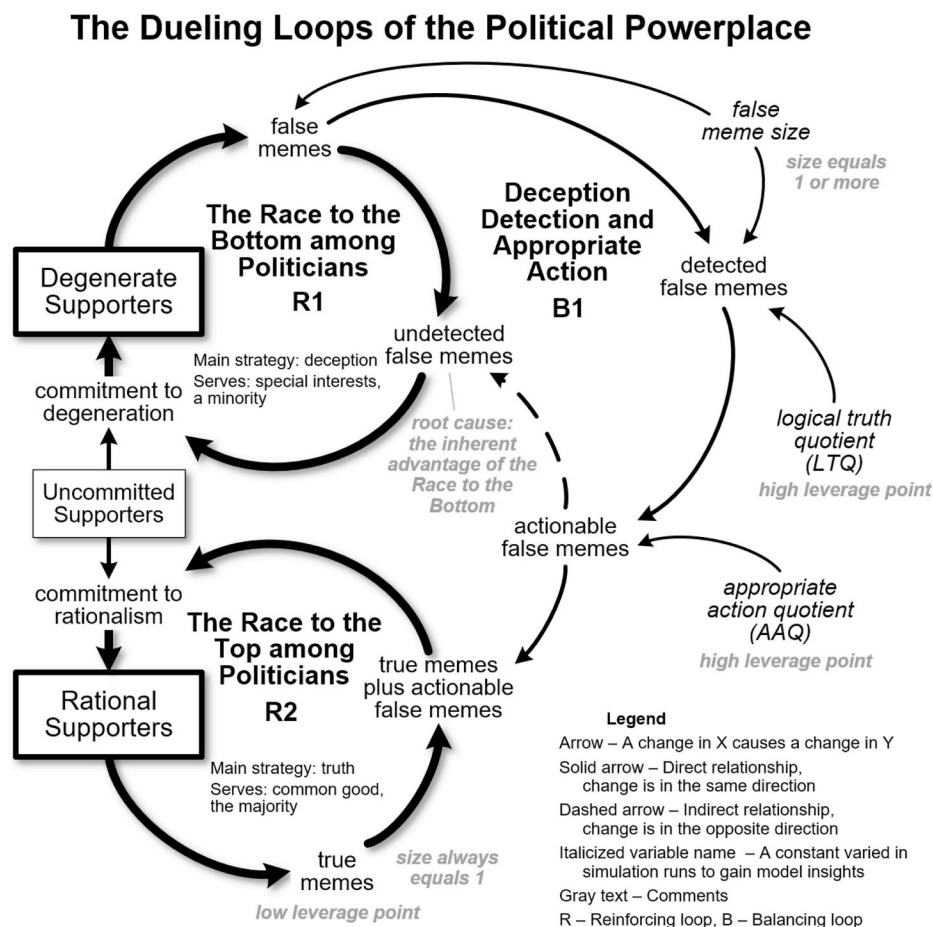 The Dueling Loops of the Political Powerplace
false
memes
false
meme size
size equals
1 or more
The Race to the
Bottom among
Politicians
R1
Deception
Detection and
Appropriate
Action
B1
Degenerate
Supporters
detected
false memes
undetected
false memes
Main strategy: deception
Serves: special interests,
a minority
commitment to
degeneration
root cause:
the inherent
advantage of the
Race to the
Bottom
logical truth
quotient
(LTQ)
high leverage point
Uncommitted
Supporters
actionable
false memes
commitment to
rationalism
appropriate
action quotient
(AAQ)
high leverage point
The Race to the
Top among
Politicians
R2
true memes
plus actionable
false memes
Rational
Supporters
Main strategy: truth
Serves: common good,
the majority
true
memes
size always
equals 1
low leverage point
Legend
Arrow – A change in X causes a change in Y
Solid arrow – Direct relationship,
change is in the same direction
Dashed arrow – Indirect relationship,
change is in the opposite direction
Italicized variable name – A constant varied in
simulation runs to gain model insights
Gray text – Comments
R – Reinforcing loop, B – Balancing loop